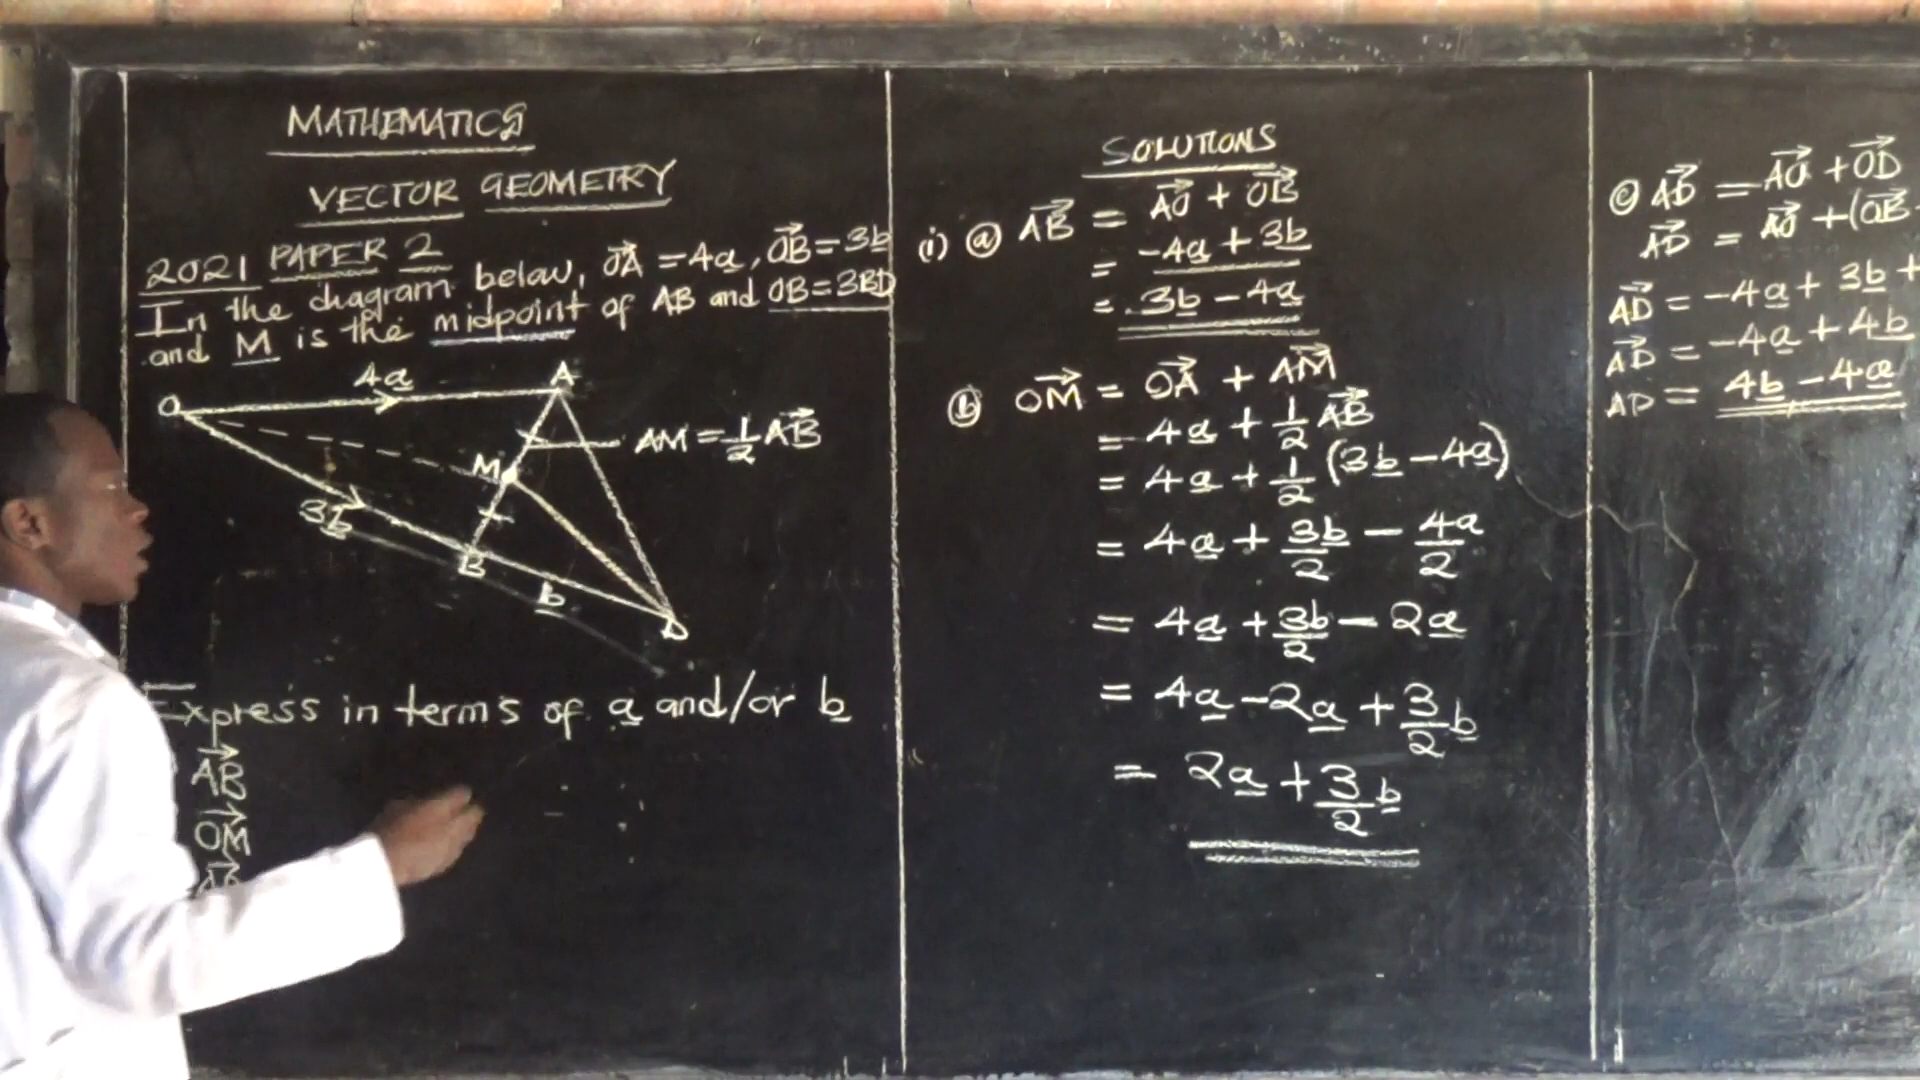 MATHEMATICS
VECTOR GEOMETRY
2021 PAPER 2
In the diagram below, OA = 4a, OB = 3b
and M is the midpoint of AB and OB = 3BD
O
4a
A
AM = 1/2 AB
M
3b
B
b
D
Express in terms of a and/or b
AB
OM
SOLUTIONS
(i) (a) AB = AO + OB
= -4a + 3b
= 3b - 4a
(b) OM = OA + AM
= 4a + 1/2 AB
= 4a + 1/2 (3b - 4a)
= 4a + 3b/2 - 4a/2
= 4a + 3b/2 - 2a
= 4a - 2a + 3/2 b
= 2a + 3/2 b
(c) AD = AO + OD
AD = AO + (OB
AD = -4a + 3b +
AD = -4a + 4b
AD = 4b - 4a